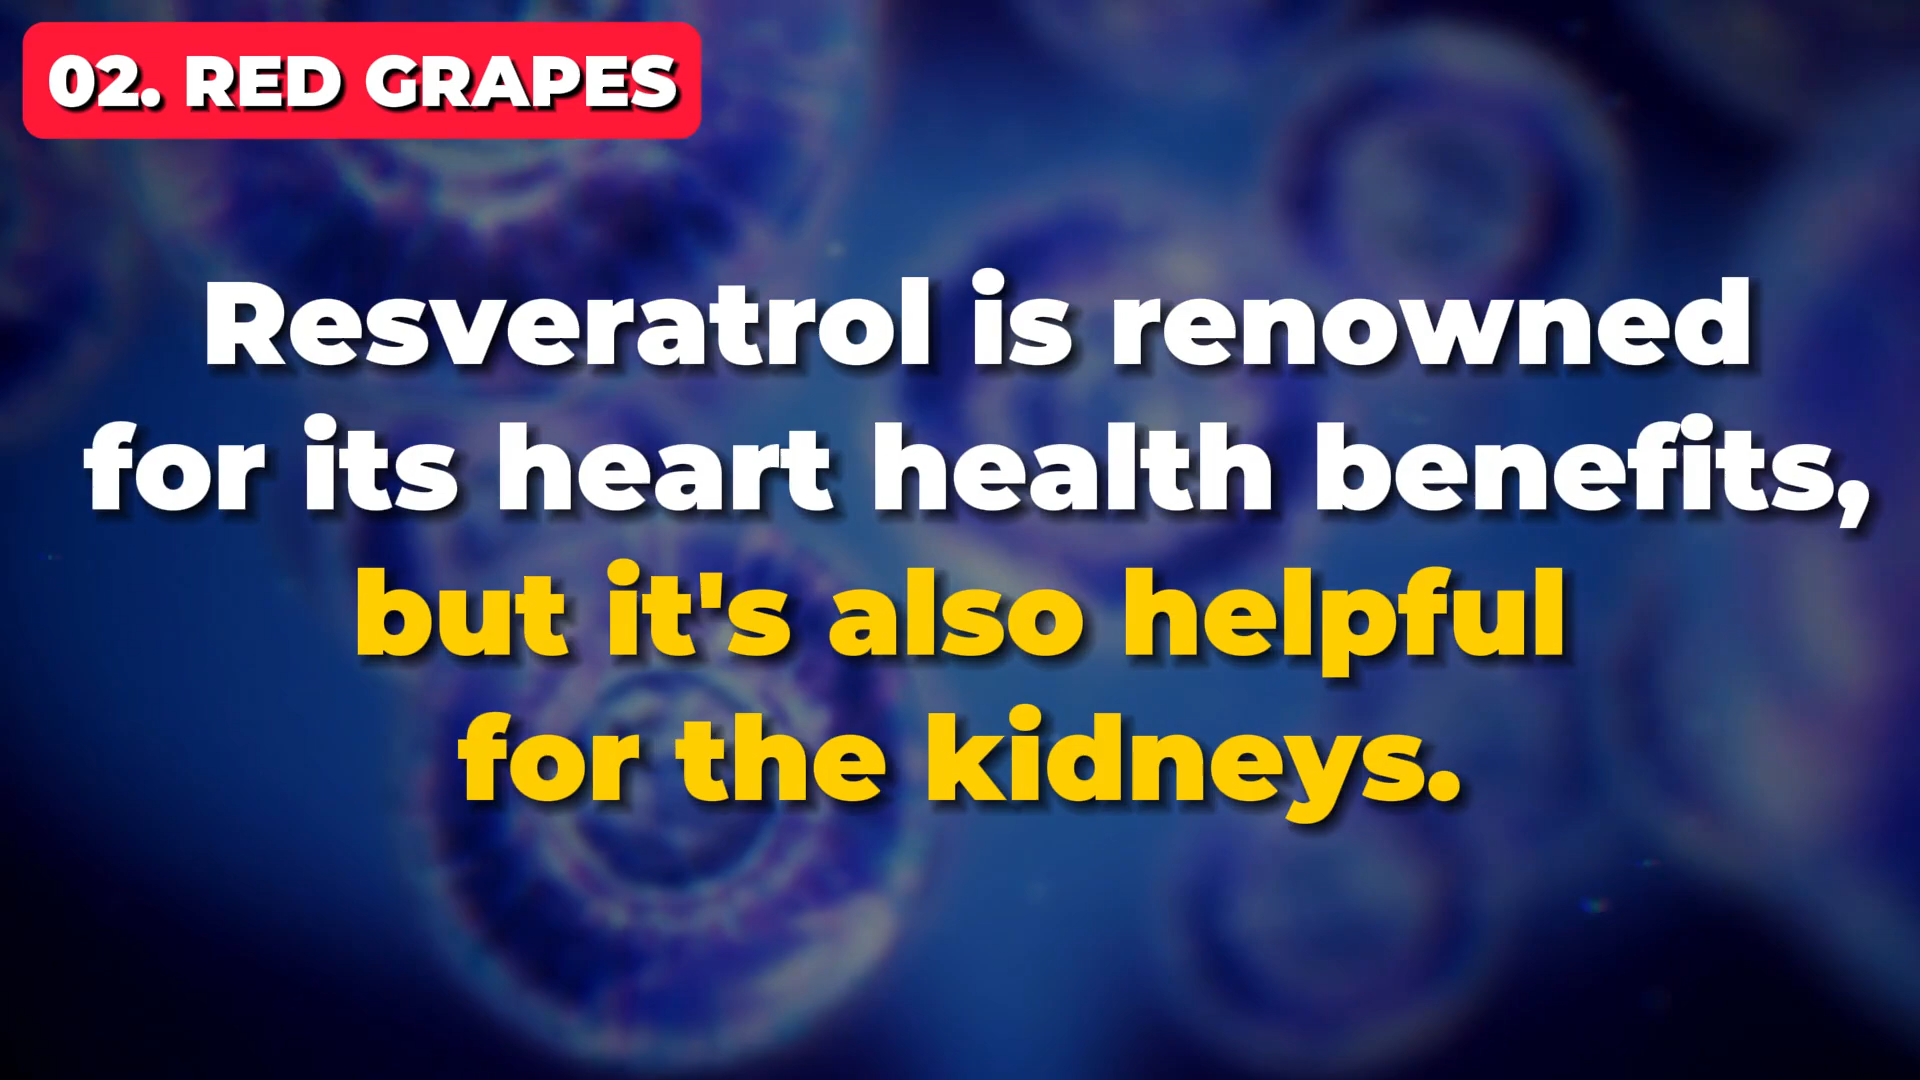 02. RED GRAPES
Resveratrol is renowned
for its heart health benefits,
but it's also helpful
for the kidneys.